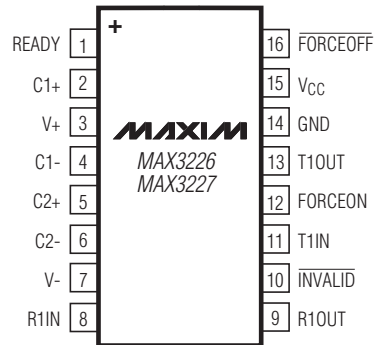 +
READY 1 16 FORCEOFF
C1+ 2 15 VCC
V+ 3 MAXIM 14 GND
C1- 4 MAX3226 13 T1OUT
C2+ 5 MAX3227 12 FORCEON
C2- 6 11 T1IN
V- 7 10 INVALID
R1IN 8 9 R1OUT